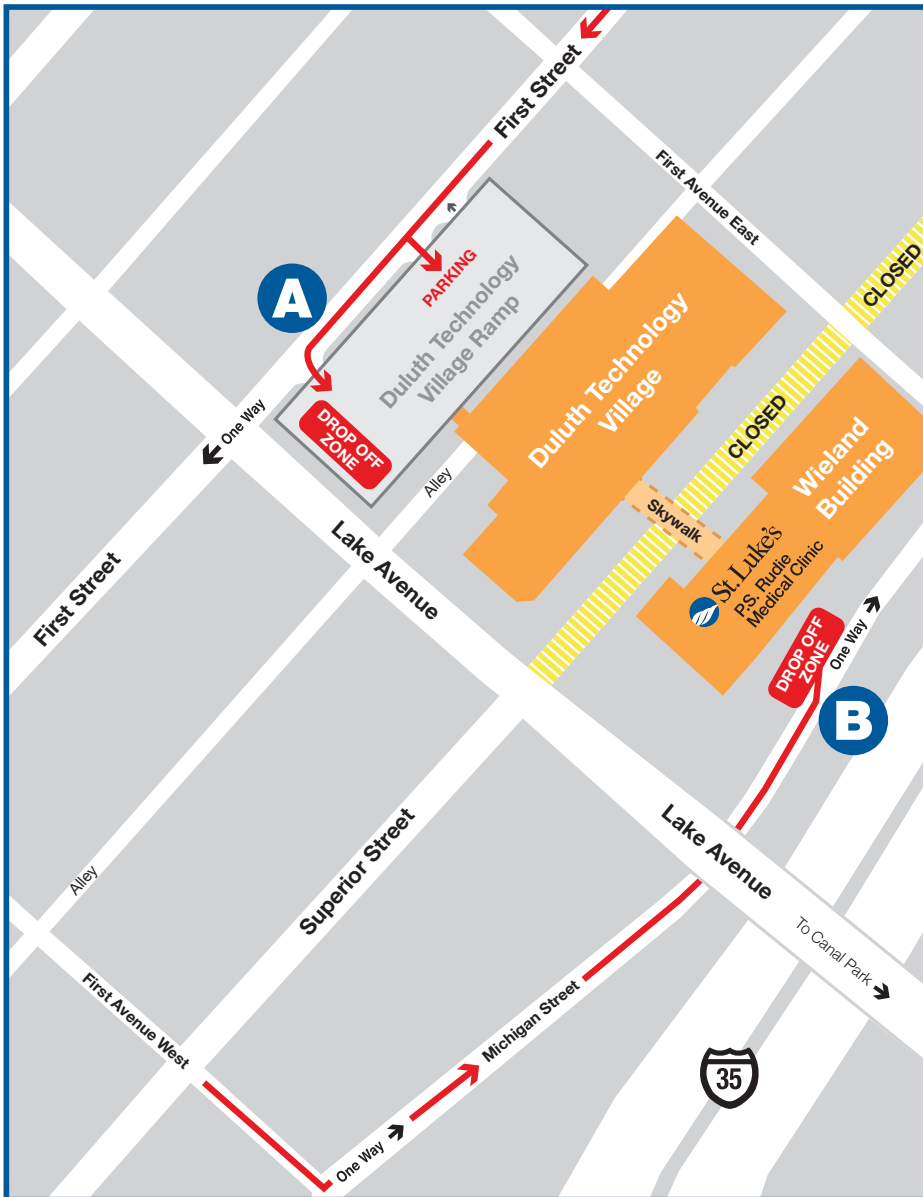 First Street
First Avenue East
CLOSED
A
PARKING
Duluth Technology
Village Ramp
DROP OFF
ZONE
One Way
Duluth Technology
Village
CLOSED
Wieland
Building
Skywalk
St. Luke's
P.S. Rudie
Medical Clinic
Alley
Lake Avenue
First Street
DROP OFF
ZONE
One Way
B
Superior Street
Lake Avenue
Alley
To Canal Park
First Avenue West
Michigan Street
35
One Way